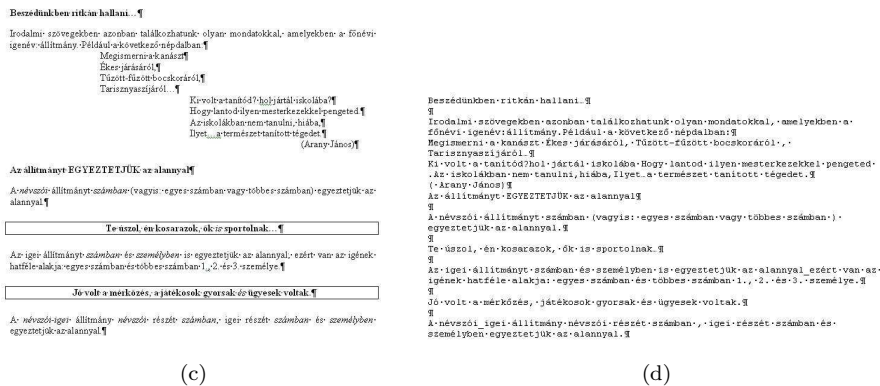 Beszédünkben·ritkán·hallani…¶
Irodalmi· szövegekben· azonban· találkozhatunk· olyan· mondatokkal,· amelyekben· a· főnévi·
igenév:·állítmány.·Például·a·következő·népdalban:¶
Megismerni·a·kanászt¶
Ékes·járásáról,¶
Tűzött-fűzött·bocskoráról,¶
Tarisznyaszíjáról…¶
Ki·volt·a·tanítód?·hol·jártál·iskolába?¶
Hogy·lantod·ilyen·mesterkezekkel·pengeted.¶
Az·iskolákban·nem·tanulni,·hiába,¶
Ilyet,…a·természet·tanított·tégedet.¶
(Arany·János)¶
Az·állítmányt·EGYEZTETJÜK·az·alannyal¶
A·névszói·állítmányt·számban·(vagyis:·egyes·számban·vagy·többes·számban)·egyeztetjük·az·
alannyal.¶
Te·úszol,·én·kosarazok,·ők·is·sportolnak…¶
Az· igei· állítmányt· számban· és· személyben· is· egyeztetjük· az· alannyal,· ezért· van· az· igének·
hatféle·alakja:·egyes·számban·és·többes·számban·1.,·2.·és·3.·személye.¶
Jó·volt·a·mérkőzés,·a·játékosok·gyorsak·és·ügyesek·voltak.¶
A· névszói-igei· állítmány· névszói· részét· számban,· igei· részét· számban· és· személyben·
egyeztetjük·az·alannyal.¶
(c)
Beszédünkben·ritkán·hallani…¶
¶
Irodalmi·szövegekben·azonban·találkozhatunk·olyan·mondatokkal,·amelyekben·a·
főnévi·igenév:állítmány.Például·a·következő·népdalban:¶
Megismerni·a·kanászt·Ékes·járásáról,·Tűzött-fűzött·bocskoráról·,·
Tarisznyaszíjáról…¶
Ki·volt·a·tanítód?hol·jártál·iskolába·Hogy·lantod·ilyen·mesterkezekkel·pengeted·
.Az·iskolákban·nem·tanulni,hiába,Ilyet…a·természet·tanított·tégedet.¶
(·Arany·János)¶
Az·állítmányt·EGYEZTETJÜK·az·alannyal¶
¶
A·névszói·állítmányt·számban·(vagyis:·egyes·számban·vagy·többes·számban·)·
egyeztetjük·az·alannyal.¶
¶
Te·úszol,·én·kosarazok,·ők·is·sportolnak.¶
¶
Az·igei·állítmányt·számban·és·személyben·is·egyeztetjük·az·alannyal_ezért·van·az·
igének·hatféle·alakja:·egyes·számban·és·többes·számban·1.,·2.·és·3.·személye.¶
¶
Jó·volt·a·mérkőzés,·játékosok·gyorsak·és·ügyesek·voltak.¶
¶
A·névszói_igei·állítmány·névszói·részét·számban·,·igei·részét·számban·és·
személyben·egyeztetjük·az·alannyal.¶
(d)